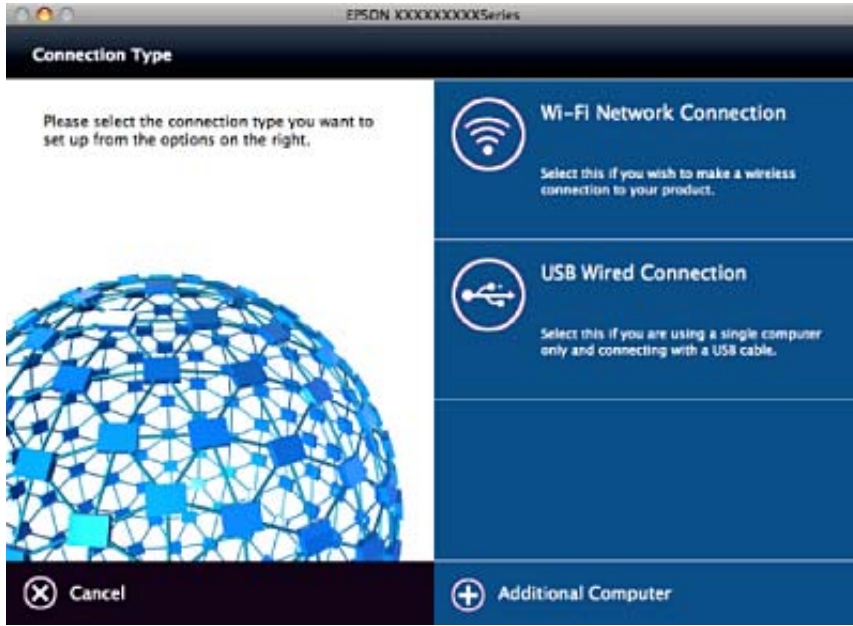 EPSON XXXXXXXXXSeries
Connection Type
Please select the connection type you want to
set up from the options on the right.
Wi-Fi Network Connection
Select this if you wish to make a wireless
connection to your product.
USB Wired Connection
Select this if you are using a single computer
only and connecting with a USB cable.
Cancel
Additional Computer